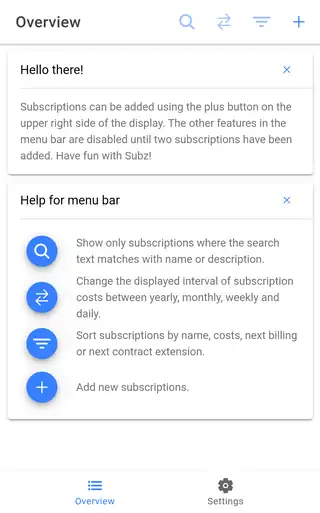 Overview
Hello there!
Subscriptions can be added using the plus button on the
upper right side of the display. The other features in the
menu bar are disabled until two subscriptions have been
added. Have fun with Subz!
Help for menu bar
Show only subscriptions where the search
text matches with name or description.
Change the displayed interval of subscription
costs between yearly, monthly, weekly and
daily.
Sort subscriptions by name, costs, next billing
or next contract extension.
Add new subscriptions.
Overview
Settings